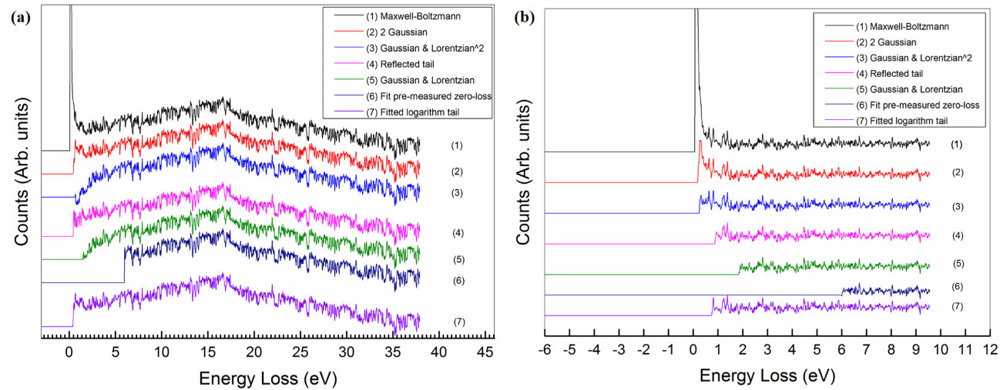 (a)
(1) Maxwell-Boltzmann
(2) 2 Gaussian
(3) Gaussian & Lorentzian^2
(4) Reflected tail
(5) Gaussian & Lorentzian
(6) Fit pre-measured zero-loss
(7) Fitted logarithm tail
Counts (Arb. units)
(1)
(2)
(3)
(4)
(5)
(6)
(7)
0 5 10 15 20 25 30 35 40 45
Energy Loss (eV)
(b)
(1) Maxwell-Boltzmann
(2) 2 Gaussian
(3) Gaussian & Lorentzian^2
(4) Reflected tail
(5) Gaussian & Lorentzian
(6) Fit pre-measured zero-loss
(7) Fitted logarithm tail
Counts (Arb. units)
(1)
(2)
(3)
(4)
(5)
(6)
(7)
-6 -5 -4 -3 -2 -1 0 1 2 3 4 5 6 7 8 9 10 11 12
Energy Loss (eV)